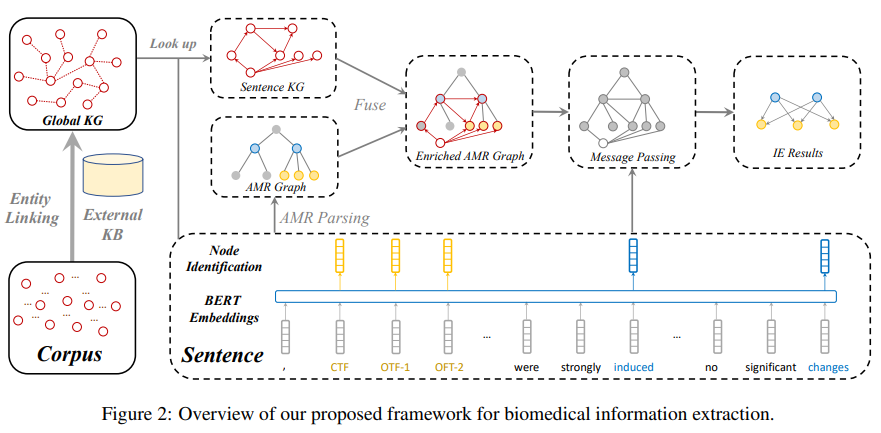 Look up
Global KG
Sentence KG
Fuse
Enriched AMR Graph
Message Passing
IE Results
AMR Graph
Entity
Linking
External
KB
AMR Parsing
Node
Identification
BERT
Embeddings
... ... ... ... ...
Corpus
Sentence
... ...
, CTF OTF-1 OFT-2 were strongly induced no significant changes
Figure 2: Overview of our proposed framework for biomedical information extraction.